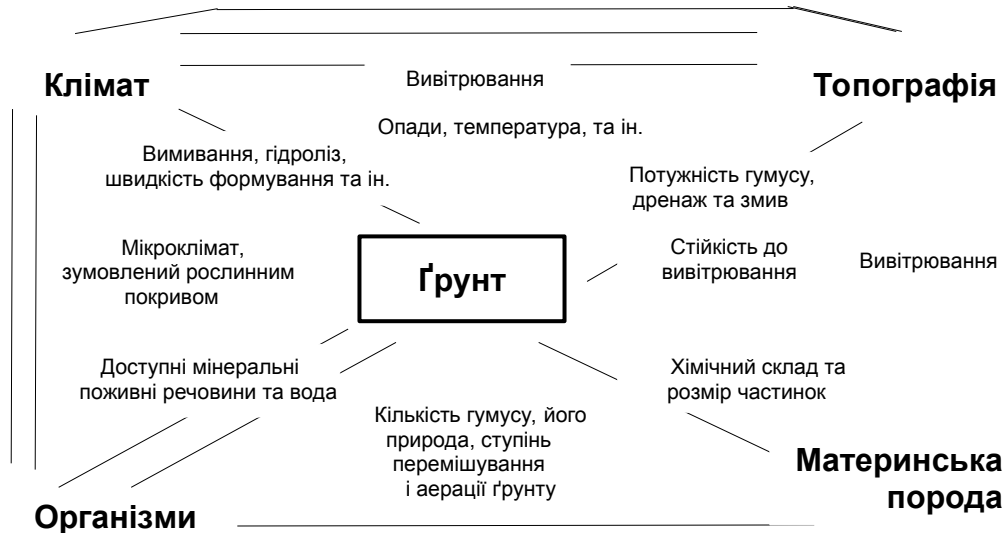 Клімат
Вивітрювання
Топографія
Опади, температура, та ін.
Вимивання, гідроліз,
швидкість формування та ін.
Потужність гумусу,
дренаж та змив
Мікроклімат,
зумовлений рослинним
покривом
Ґрунт
Стійкість до
вивітрювання
Вивітрювання
Доступні мінеральні
поживні речовини та вода
Хімічний склад та
розмір частинок
Кількість гумусу, його
природа, ступінь
перемішування
і аерації ґрунту
Материнська
порода
Організми